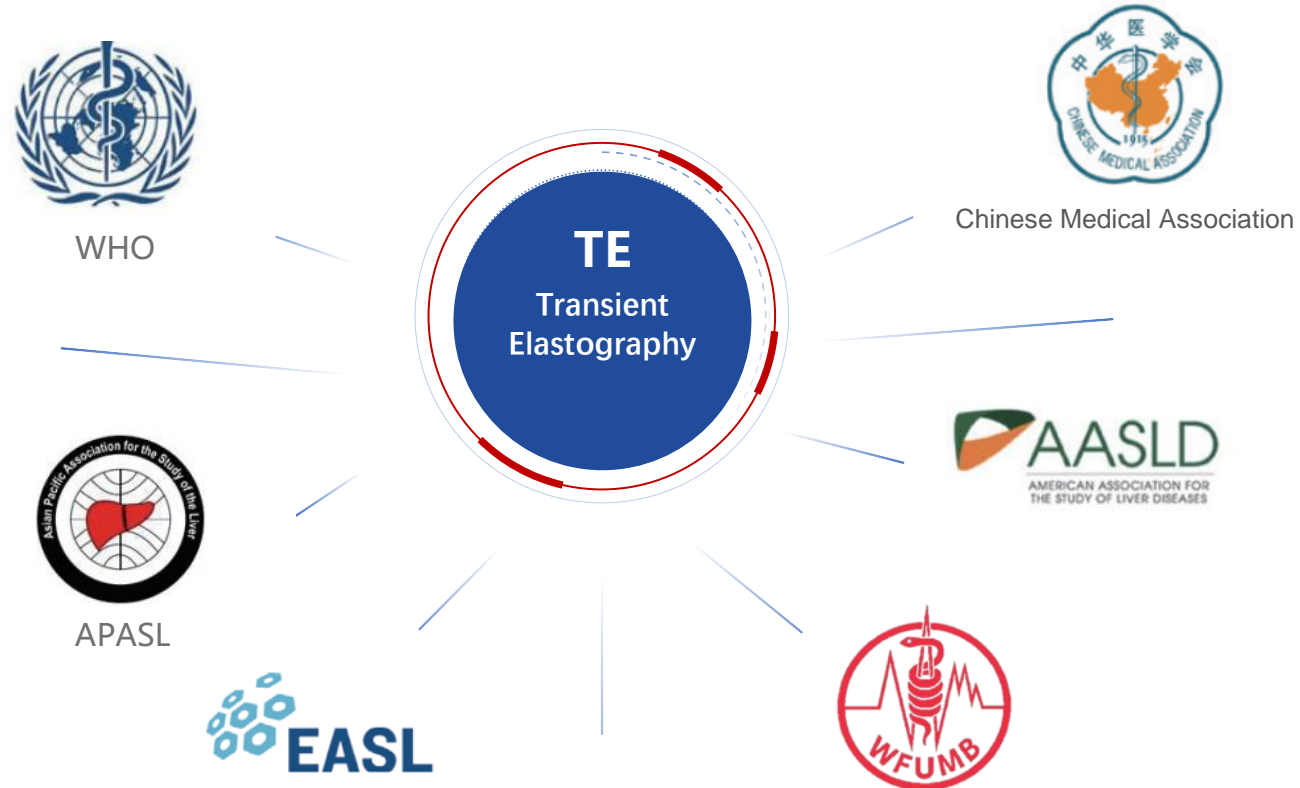 WHO
中华医学会
CHINESE MEDICAL ASSOCIATION
1915
Chinese Medical Association
TE
Transient
Elastography
AASLD
AMERICAN ASSOCIATION FOR
THE STUDY OF LIVER DISEASES
Asian Pacific Association for the Study of the Liver
APASL
EASL
WFUMB